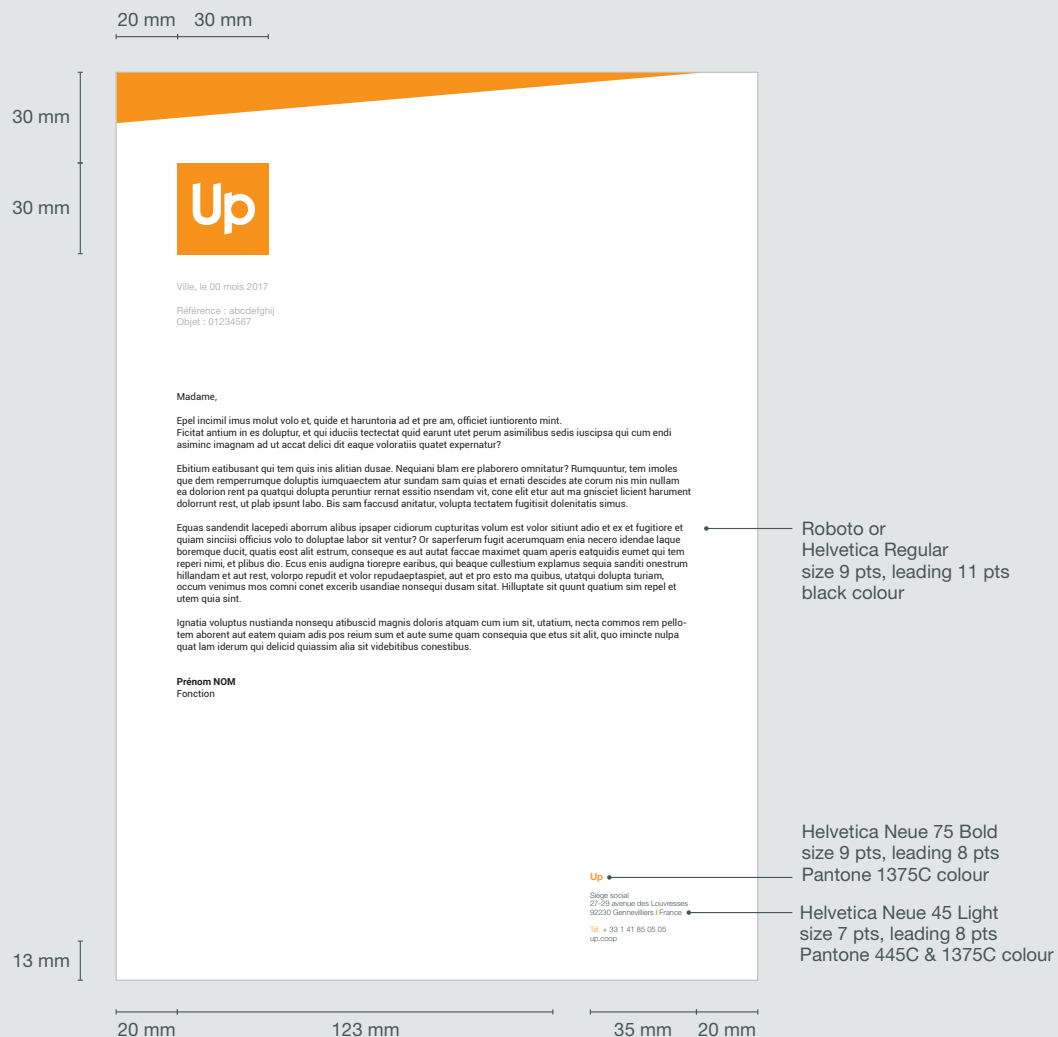 20 mm 30 mm
30 mm
30 mm
Up
Ville, le 00 mois 2017
Référence : abcdefghij
Objet : 01234567
Madame,
Epel incimil imus molut volo et, quide et haruntoria ad et pre am, officiet iuntiorento mint.
Ficitat antium in es doluptur, et qui iduciis tectectat quid earunt utet perum asimilibus sedis iuscipsa qui cum endi
asiminc imagnam ad ut accat delici dit eaque voloratiis quatet expernatur?
Ebitium eatibusant qui tem quis inis alitian dusae. Nequiani blam ere plaborero omnitatur? Rumquuntur, tem imoles
que dem remperrumque doluptis iumquaectem atur sundam sam quias et ernati descides ate corum nis min nullam
ea dolorion rent pa quatqui dolupta peruntiur rernat essitio nsendam vit, cone elit etur aut ma gnisciet licient harument
dolorrunt rest, ut plab ipsunt labo. Bis sam faccusd anitatur, volupta tectatem fugitisit dolenitatis simus.
Equas sandendit lacepedi aborrum alibus ipsaper cidiorum cupturitas volum est volor sitiunt adio et ex et fugitiore et
quiam sinciisi officius volo to doluptae labor sit ventur? Or saperferum fugit acerumquam enia necero idendae laque
boremque ducit, quatis eost alit estrum, conseque es aut autat faccae maximet quam aperis eatquidis eumet qui tem
reperi nimi, et plibus dio. Ecus enis audigna tiorepre earibus, qui beaque cullestium explamus sequia sanditi onestrum
hillandam et aut rest, volorpo repudit et volor repudaeptaspiet, aut et pro esto ma quibus, utatqui dolupta turiam,
occum venimus mos comni conet excerib usandiae nonsequi dusam sitat. Hilluptate sit quunt quatium sim repel et
utem quia sint.
Ignatia voluptus nustianda nonsequ atibuscid magnis doloris atquam cum ium sit, utatium, necta commos rem pello-
tem aborent aut eatem quiam adis pos reium sum et aute sume quam consequia que etus sit alit, quo imincte nulpa
quat lam iderum qui delicid quiassim alia sit videbitibus conestibus.
Prénom NOM
Fonction
Roboto or
Helvetica Regular
size 9 pts, leading 11 pts
black colour
Up
Siège social
27-29 avenue des Louvresses
92230 Gennevilliers I France
Tél. + 33 1 41 85 05 05
up.coop
Helvetica Neue 75 Bold
size 9 pts, leading 8 pts
Pantone 1375C colour
Helvetica Neue 45 Light
size 7 pts, leading 8 pts
Pantone 445C & 1375C colour
13 mm
20 mm 123 mm 35 mm 20 mm